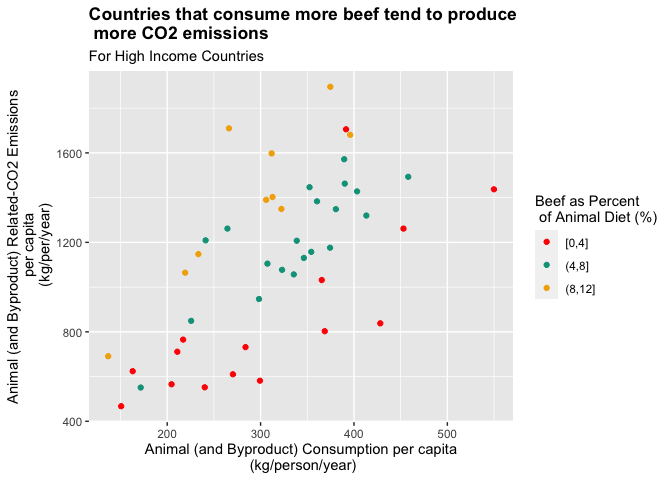 Countries that consume more beef tend to produce
more CO2 emissions
For High Income Countries
Animal (and Byproduct) Related-CO2 Emissions
per capita
(kg/per/year)
1600
1200
800
400
200
300
400
500
Animal (and Byproduct) Consumption per capita
(kg/person/year)
Beef as Percent
of Animal Diet (%)
[0,4]
(4,8]
(8,12]